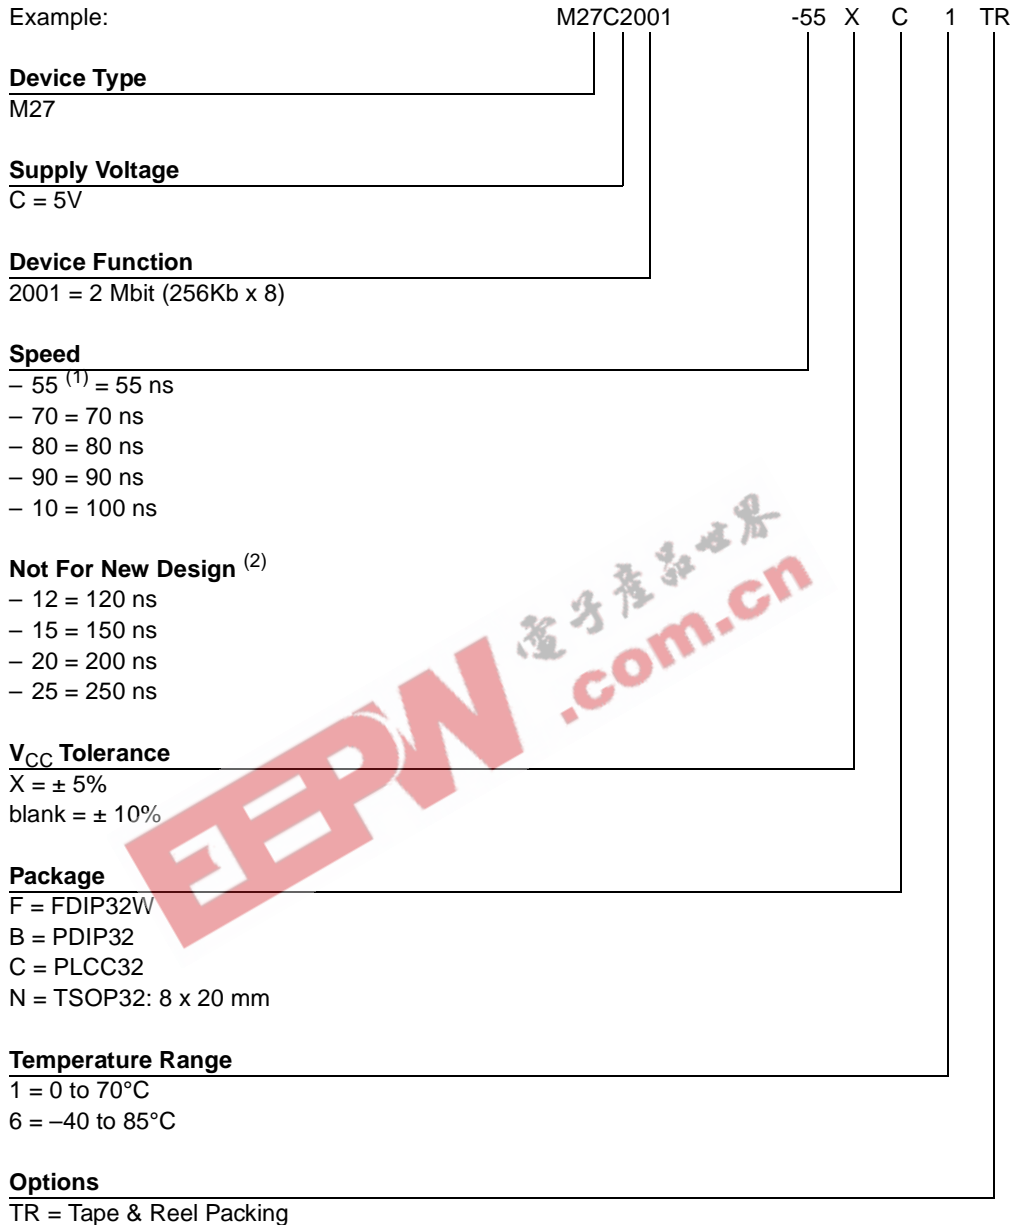 Example: M27C2001 -55 X C 1 TR
Device Type
M27
Supply Voltage
C = 5V
Device Function
2001 = 2 Mbit (256Kb x 8)
Speed
– 55 (1) = 55 ns
– 70 = 70 ns
– 80 = 80 ns
– 90 = 90 ns
– 10 = 100 ns
Not For New Design (2)
– 12 = 120 ns
– 15 = 150 ns
– 20 = 200 ns
– 25 = 250 ns
VCC Tolerance
X = ± 5%
blank = ± 10%
Package
F = FDIP32W
B = PDIP32
C = PLCC32
N = TSOP32: 8 x 20 mm
Temperature Range
1 = 0 to 70°C
6 = –40 to 85°C
Options
TR = Tape & Reel Packing
EEPW
電子產品世界
.com.cn